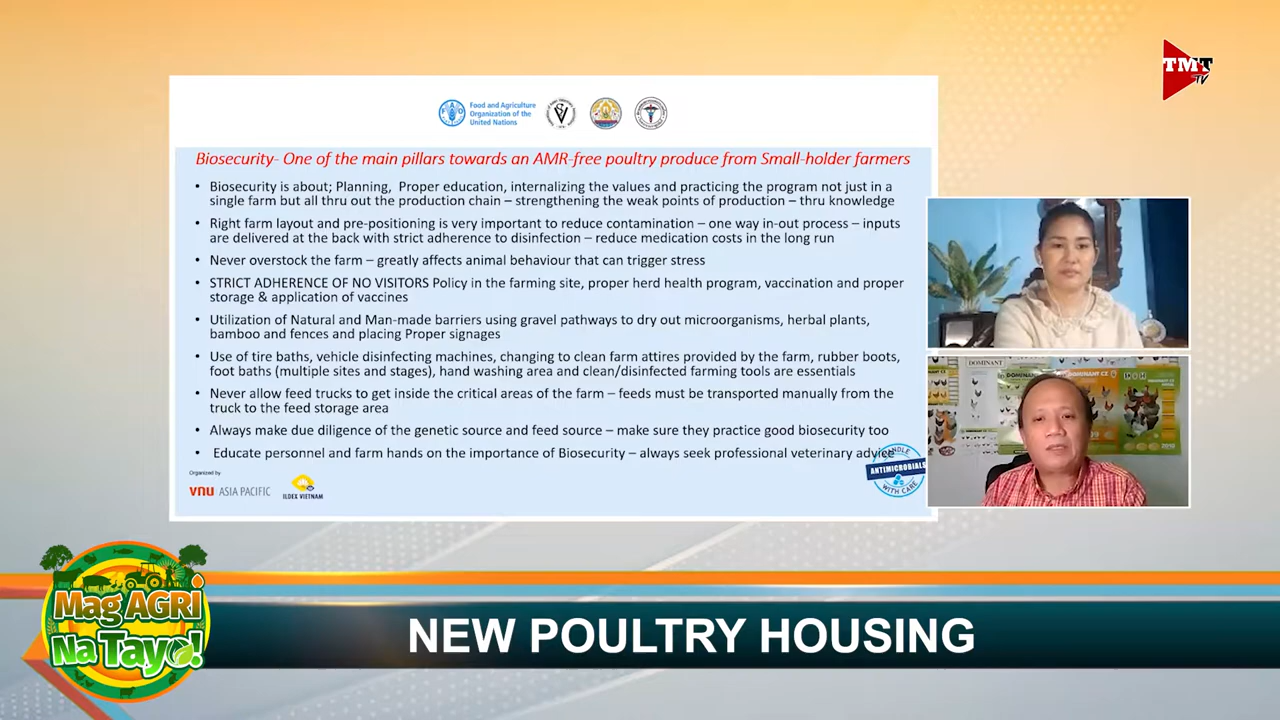 TMT
TV
Food and Agriculture
Organization of the
United Nations
Biosecurity- One of the main pillars towards an AMR-free poultry produce from Small-holder farmers
• Biosecurity is about; Planning, Proper education, internalizing the values and practicing the program not just in a
single farm but all thru out the production chain – strengthening the weak points of production – thru knowledge
• Right farm layout and pre-positioning is very important to reduce contamination – one way in-out process – inputs
are delivered at the back with strict adherence to disinfection – reduce medication costs in the long run
• Never overstock the farm – greatly affects animal behaviour that can trigger stress
• STRICT ADHERENCE OF NO VISITORS Policy in the farming site, proper herd health program, vaccination and proper
storage & application of vaccines
• Utilization of Natural and Man-made barriers using gravel pathways to dry out microorganisms, herbal plants,
bamboo and fences and placing Proper signages
• Use of tire baths, vehicle disinfecting machines, changing to clean farm attires provided by the farm, rubber boots,
foot baths (multiple sites and stages), hand washing area and clean/disinfected farming tools are essentials
• Never allow feed trucks to get inside the critical areas of the farm – feeds must be transported manually from the
truck to the feed storage area
• Always make due diligence of the genetic source and feed source – make sure they practice good biosecurity too
• Educate personnel and farm hands on the importance of Biosecurity – always seek professional veterinary advice
Organized by
VNU ASIA PACIFIC
ILDEX VIETNAM
HANDLE
ANTIMICROBIALS
WITH CARE
DOMINANT
DOMINANT CZ
Mag AGRI
Na Tayo!
NEW POULTRY HOUSING